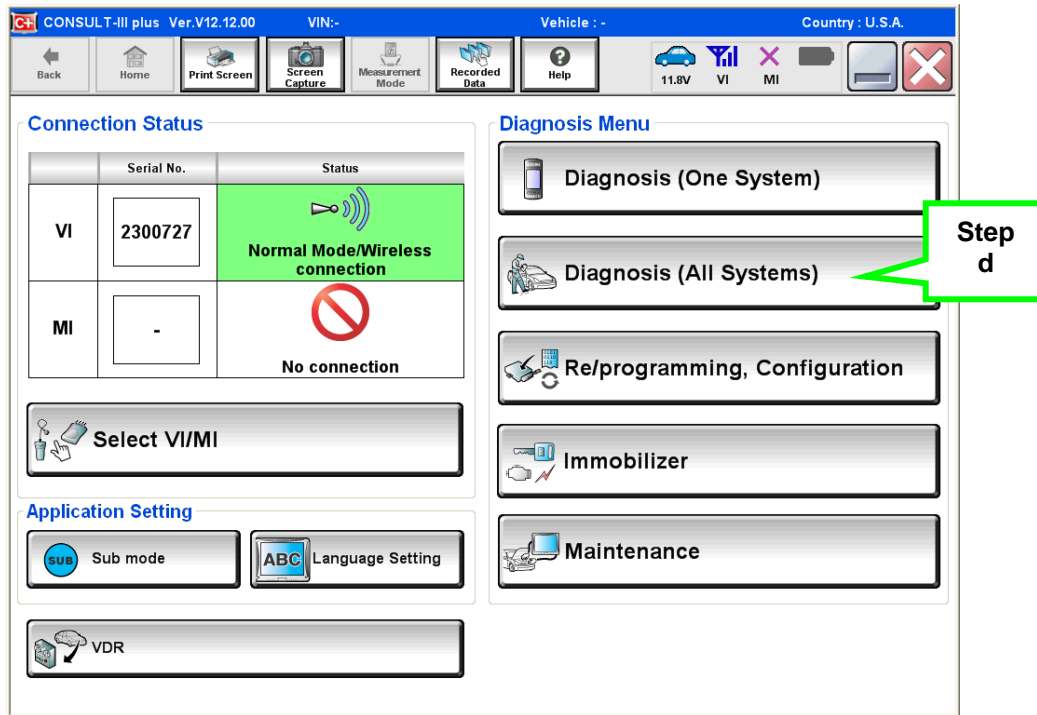 C+ CONSULT-III plus Ver.V12.12.00 VIN:- Vehicle : - Country : U.S.A.
Back
Home
Print Screen
Screen
Capture
Measurement
Mode
Recorded
Data
Help
11.8V
VI
MI
Connection Status
Serial No.
Status
VI
2300727
Normal Mode/Wireless
connection
MI
-
No connection
Select VI/MI
Application Setting
SUB
Sub mode
ABC
Language Setting
VDR
Diagnosis Menu
Diagnosis (One System)
Diagnosis (All Systems)
Step
d
Re/programming, Configuration
Immobilizer
Maintenance